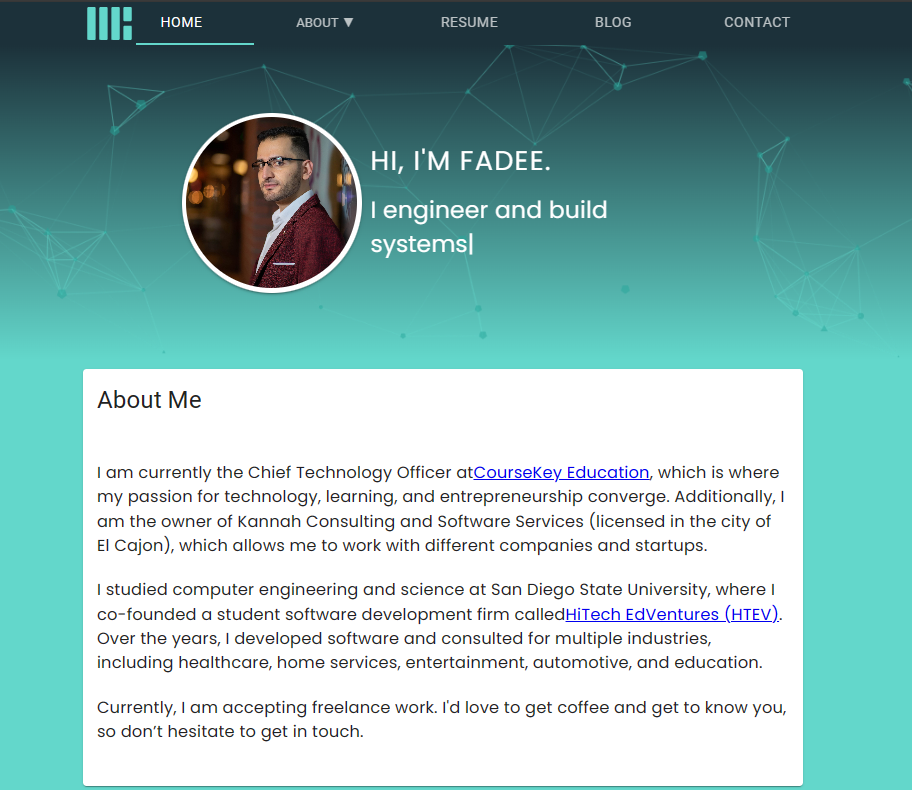 HOME ABOUT ▼ RESUME BLOG CONTACT
HI, I'M FADEE.
I engineer and build
systems|
About Me
I am currently the Chief Technology Officer atCourseKey Education, which is where
my passion for technology, learning, and entrepreneurship converge. Additionally, I
am the owner of Kannah Consulting and Software Services (licensed in the city of
El Cajon), which allows me to work with different companies and startups.
I studied computer engineering and science at San Diego State University, where I
co-founded a student software development firm calledHiTech EdVentures (HTEV).
Over the years, I developed software and consulted for multiple industries,
including healthcare, home services, entertainment, automotive, and education.
Currently, I am accepting freelance work. I'd love to get coffee and get to know you,
so don’t hesitate to get in touch.